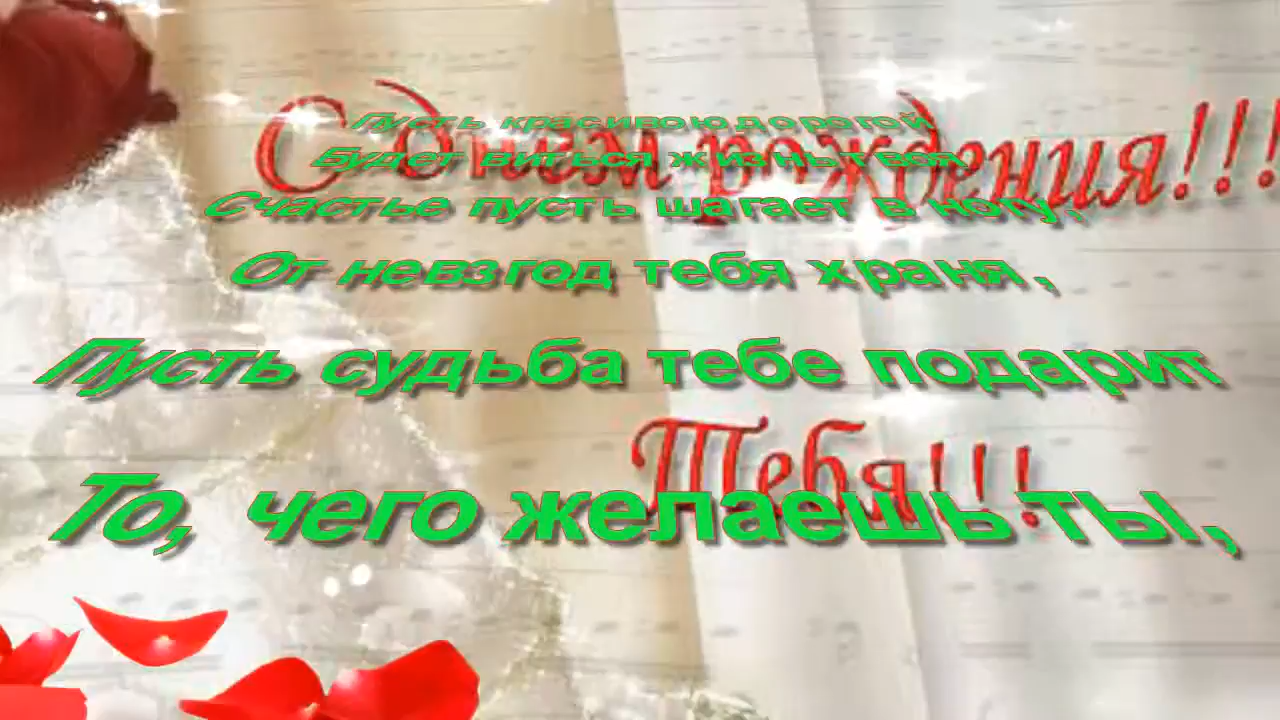 С днем рождения!!!
Пусть красивою дорогой
Будет виться жизнь твоя
Счастье пусть шагает в ногу,
От невзгод тебя храня,
Пусть судьба тебе подарит
Тебя!!!
То, чего желаешь ты,